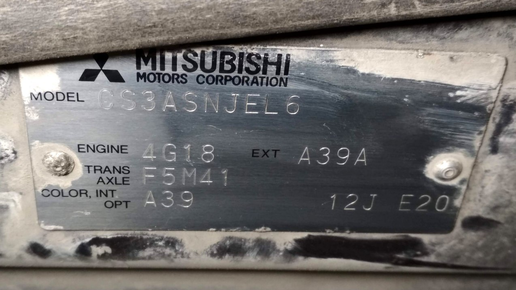 MITSUBISHI
MOTORS CORPORATION
MODEL CS3ASNJEL6
ENGINE 4G18 EXT A39A
TRANS AXLE F5M41
COLOR, INT OPT A39 12J E20